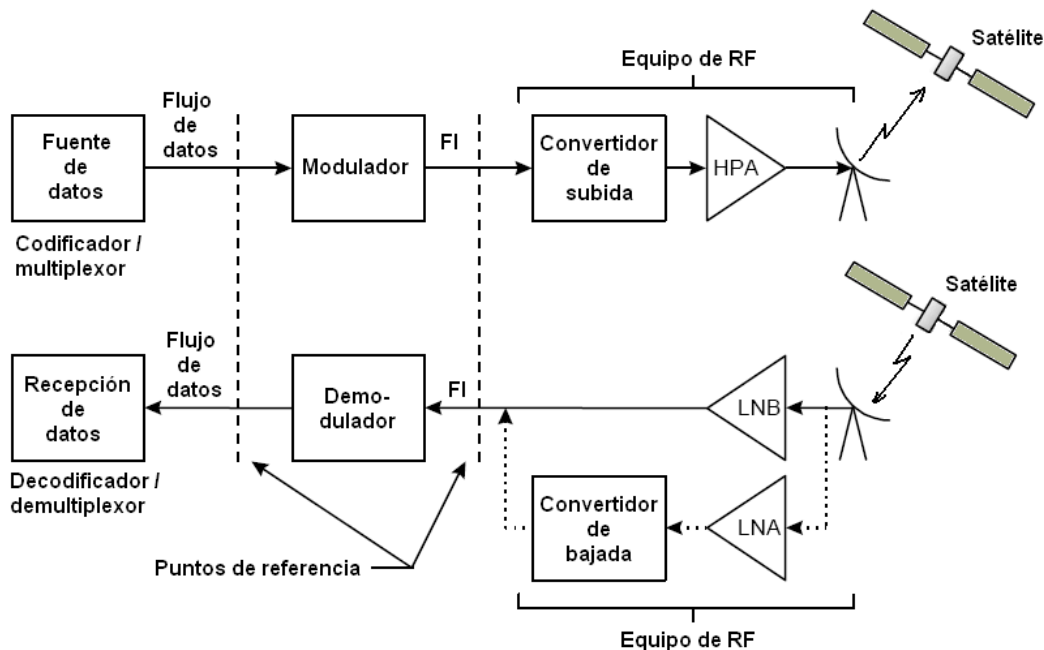 Equipo de RF
Satélite
Flujo
de
datos
Fuente
de
datos
Modulador
FI
Convertidor
de
subida
HPA
Codificador /
multiplexor
Satélite
Flujo
de
datos
Recepción
de
datos
Demo-
dulador
FI
LNB
Decodificador /
demultiplexor
Convertidor
de
bajada
LNA
Puntos de referencia
Equipo de RF